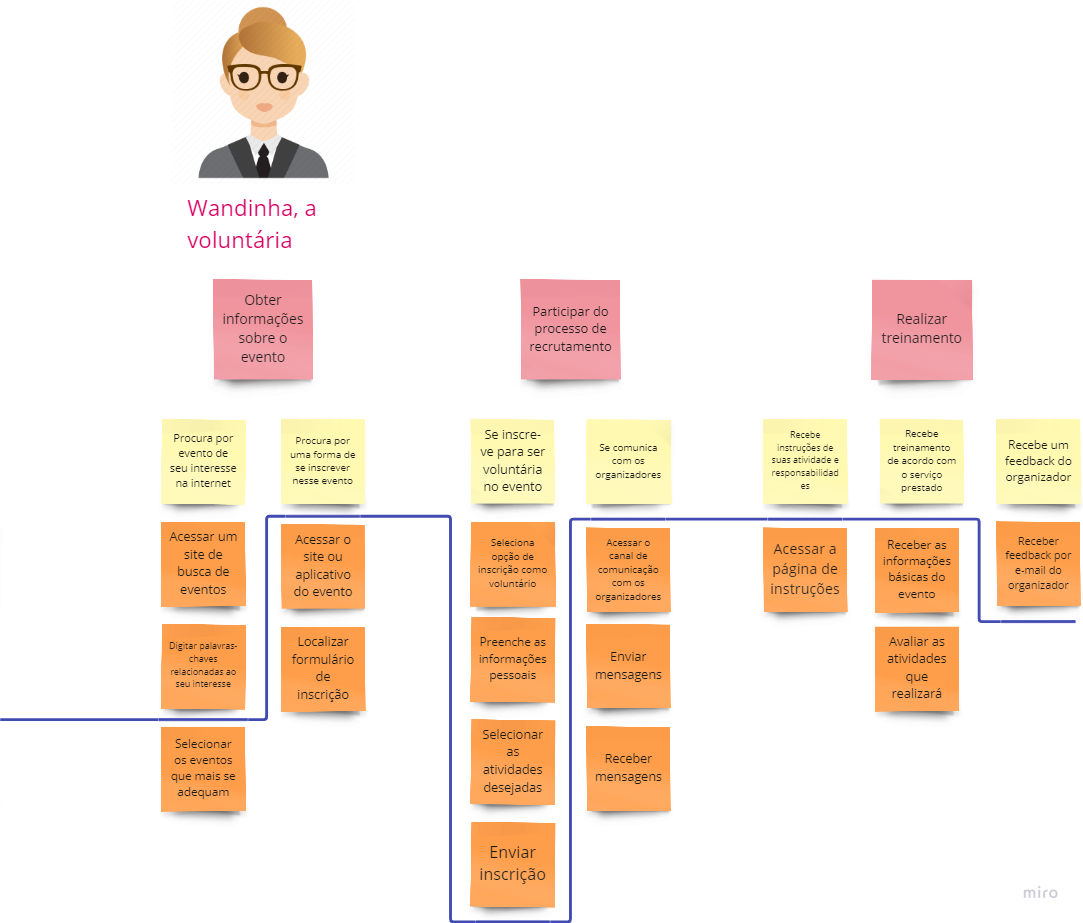 Wandinha, a
voluntária
Obter
informações
sobre o
evento
Participar do
processo de
recrutamento
Realizar
treinamento
Procura por
evento de
seu interesse
na internet
Procura por
uma forma de
se inscrever
nesse evento
Se inscre-
ve para ser
voluntária
no evento
Se comunica
com os
organizadores
Recebe
instruções de
suas atividade e
responsabilidad
es
Recebe
treinamento
de acordo com
o serviço
prestado
Recebe um
feedback do
organizador
Acessar um
site de
busca de
eventos
Acessar o
site ou
aplicativo
do evento
Seleciona
opção de
inscrição como
voluntário
Acessar o
canal de
comunicação
com os
organizadores
Acessar a
página de
instruções
Receber as
informações
básicas do
evento
Receber
feedback por
e-mail do
organizador
Digitar palavras-
chaves
relacionadas ao
seu interesse
Localizar
formulário
de
inscrição
Preenche as
informações
pessoais
Enviar
mensagens
Avaliar as
atividades
que
realizará
Selecionar
os eventos
que mais se
adequam
Selecionar
as
atividades
desejadas
Receber
mensagens
Enviar
inscrição
miro